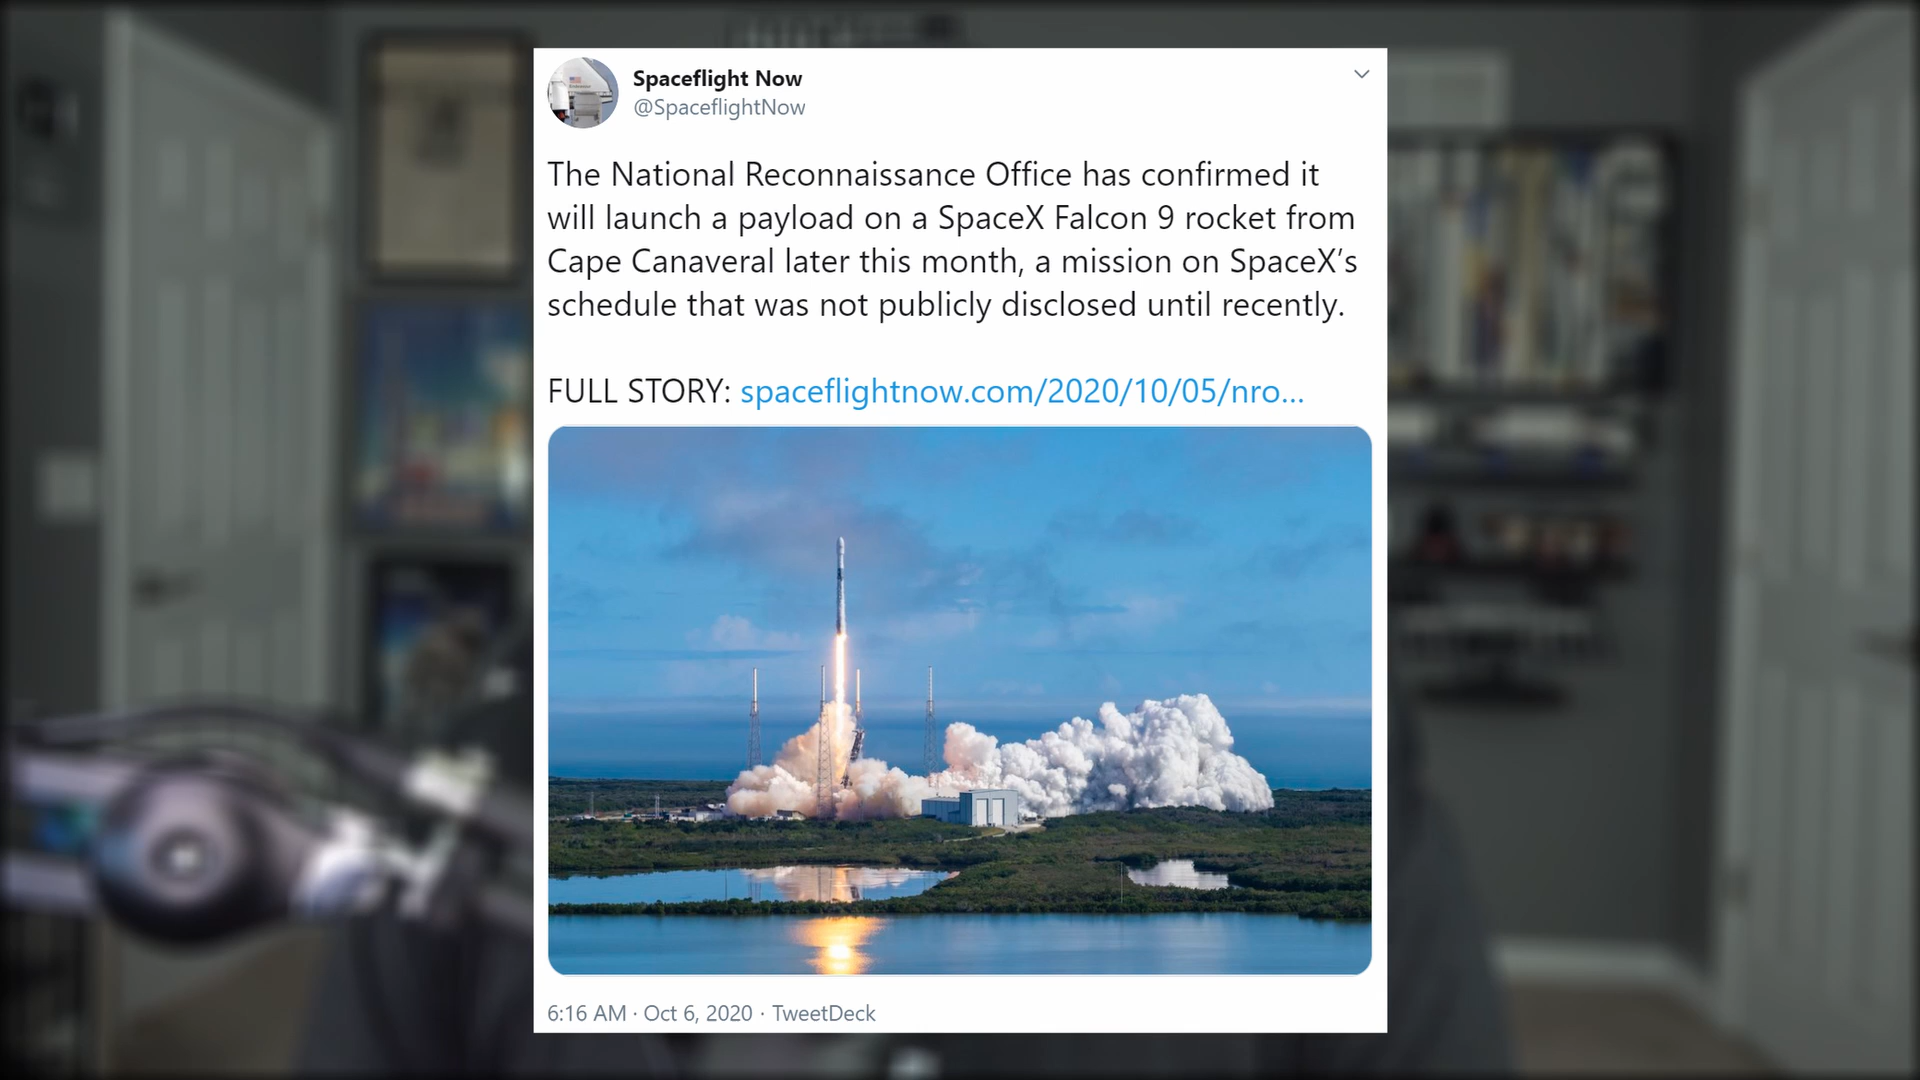 Spaceflight Now
@SpaceflightNow
The National Reconnaissance Office has confirmed it
will launch a payload on a SpaceX Falcon 9 rocket from
Cape Canaveral later this month, a mission on SpaceX’s
schedule that was not publicly disclosed until recently.
FULL STORY: spaceflightnow.com/2020/10/05/nro...
6:16 AM · Oct 6, 2020 · TweetDeck